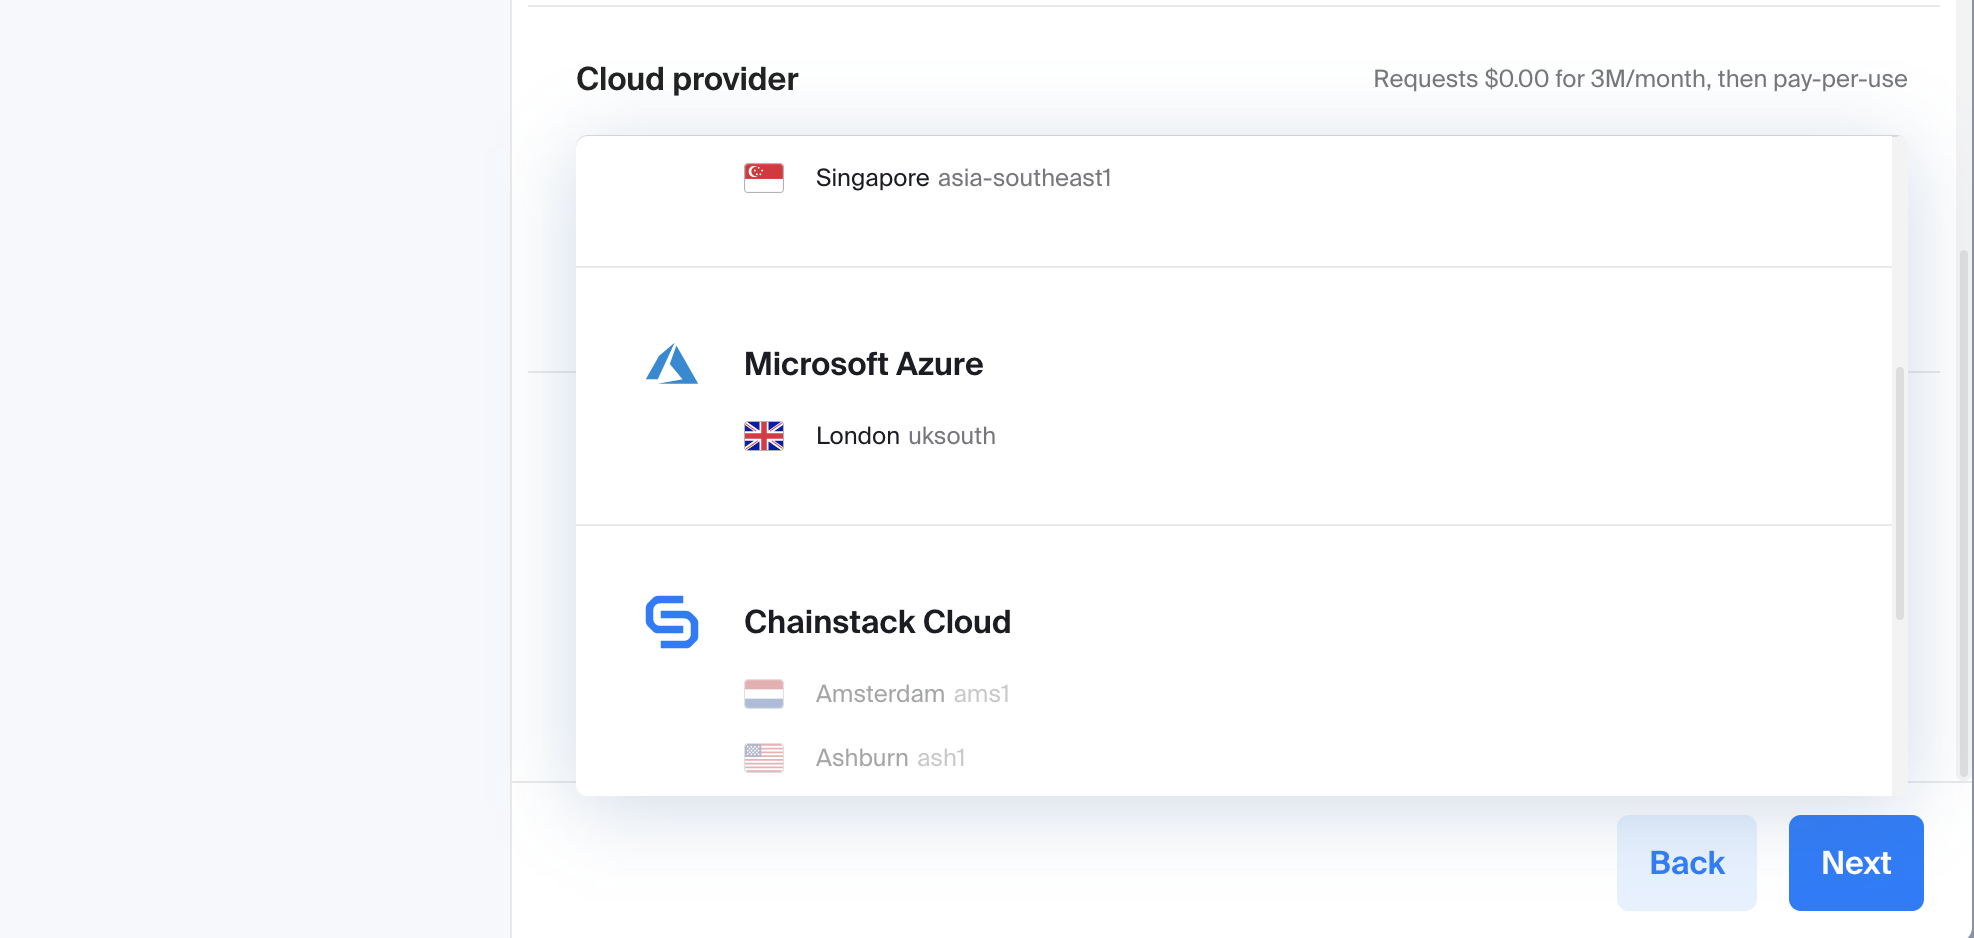 Cloud provider
Requests $0.00 for 3M/month, then pay-per-use
Singapore asia-southeast1
Microsoft Azure
London uksouth
Chainstack Cloud
Amsterdam ams1
Ashburn ash1
Back
Next